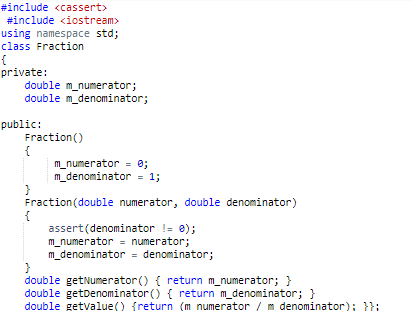 #include <cassert>
#include <iostream>
using namespace std;
class Fraction
{
private:
double m_numerator;
double m_denominator;
public:
Fraction()
{
m_numerator = 0;
m_denominator = 1;
}
Fraction(double numerator, double denominator)
{
assert(denominator != 0);
m_numerator = numerator;
m_denominator = denominator;
}
double getNumerator() { return m_numerator; }
double getDenominator() { return m_denominator; }
double getValue() {return (m_numerator / m_denominator); }};